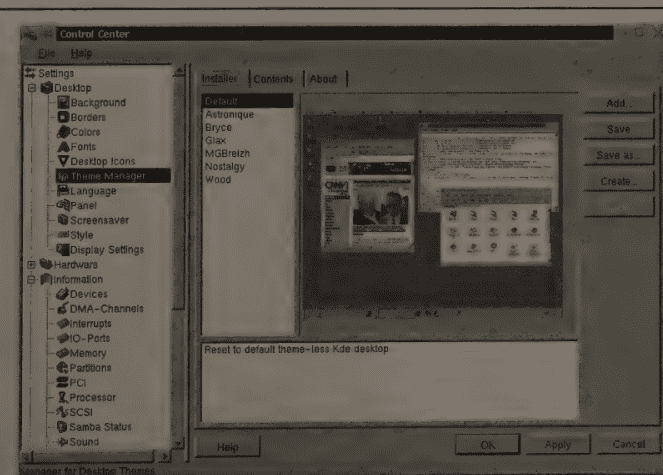 Control Center
File Help
Settings
Desktop
Background
Borders
Colors
Fonts
Desktop Icons
Theme Manager
Language
Panel
Screensaver
Style
Display Settings
Hardware
Information
Devices
DMA-Channels
Interrupts
IO-Ports
Memory
Partitions
PCI
Processor
SCSI
Samba Status
Sound
Installer Contents About
Default
Astronique
Bryce
Glax
MGBreizh
Nostalgy
Wood
Add...
Save
Save as...
Create...
CNN
Reset to default theme-less Kde desktop
Help OK Apply Cancel
Manager for Desktop Themes